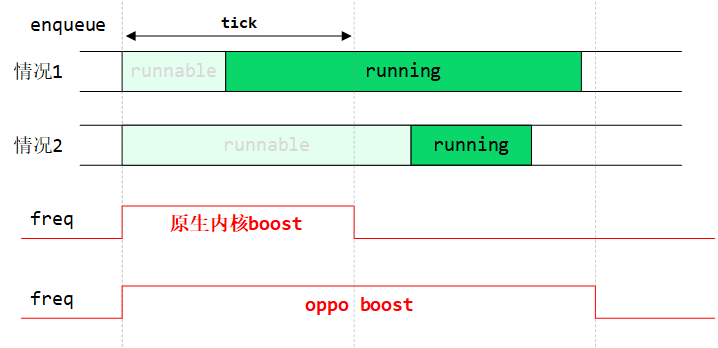 enqueue
tick
情况1
runnable
running
情况2
runnable
running
freq
原生内核boost
freq
oppo boost